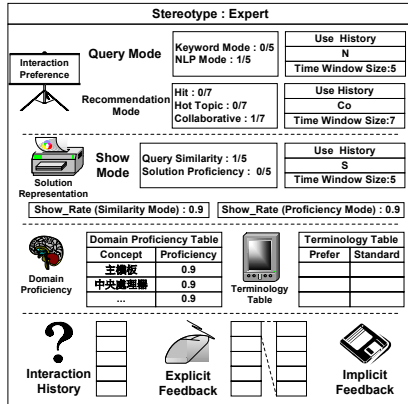 Stereotype : Expert
Interaction
Preference
Query Mode
Keyword Mode : 0/5
NLP Mode : 1/5
Use History
N
Time Window Size:5
Recommendation
Mode
Hit : 0/7
Hot Topic : 0/7
Collaborative : 1/7
Use History
Co
Time Window Size:7
Solution
Representation
Show
Mode
Query Similarity : 1/5
Solution Proficiency : 0/5
Use History
S
Time Window Size:5
Show_Rate (Similarity Mode) : 0.9
Show_Rate (Proficiency Mode) : 0.9
Domain
Proficiency
Domain Proficiency Table
Concept Proficiency
主機板 0.9
中央處理器 0.9
... 0.9
Terminology
Table
Terminology Table
Prefer Standard
Interaction
History
Explicit
Feedback
Implicit
Feedback